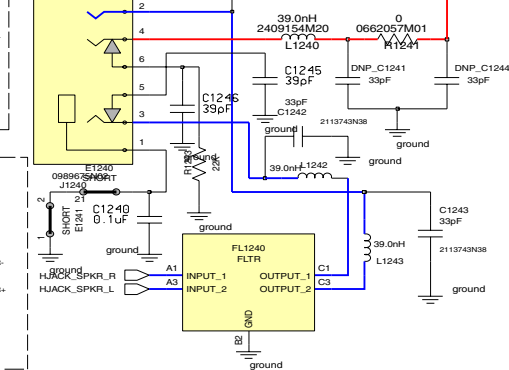 2
39.0nH
2409154M20
L1240
0
0662057M01
R1241
4
6
C1245
39pF
DNP_C1241
33pF
DNP_C1244
33pF
5
C1246
39pF
33pF
C1242
2113743N38
ground
ground
3
1
ground
ground
22K
39.0nH
L1242
E1240
SHORT
J1240
21
2
SHORT
E1241
1
C1240
0.1uF
ground
C1243
33pF
2113743N38
ground
ground
FL1240
FLTR
39.0nH
L1243
ground
HJACK_SPKR_R
A1
INPUT_1
OUTPUT_1
C1
HJACK_SPKR_L
A3
INPUT_2
OUTPUT_2
C3
ground
GND
B2
ground